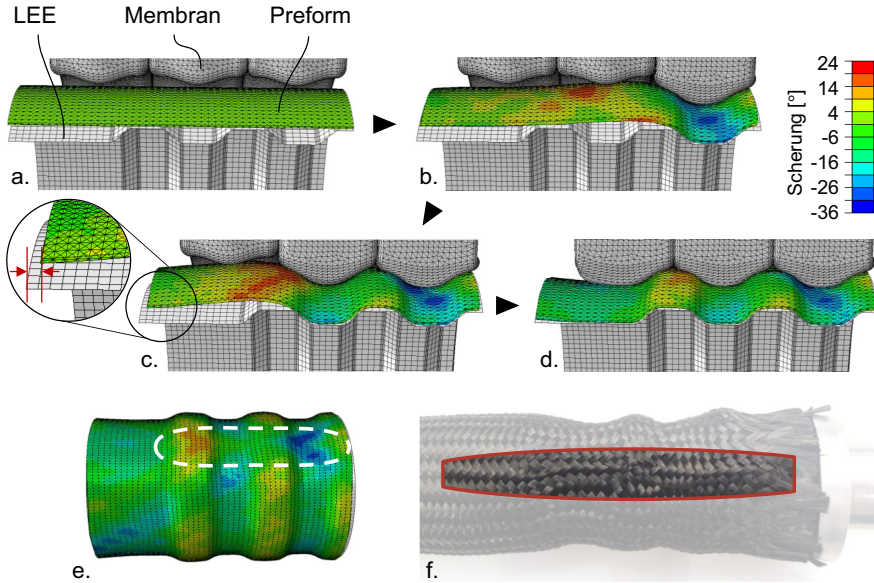 LEE
Membran
Preform
a.
b.
Scherung [°]
24
14
4
-6
-16
-26
-36
c.
d.
e.
f.